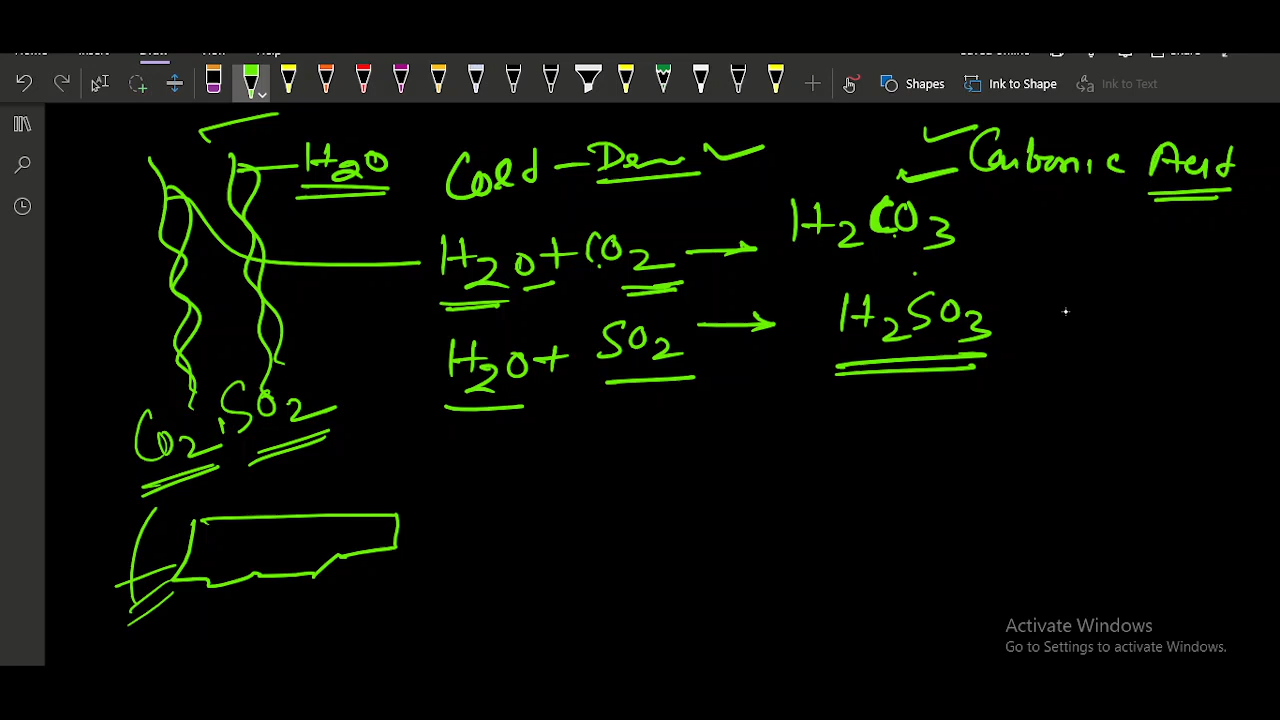 Ink to Shape
Shapes
Ink to Text
H2O
Cold - Dew
Carbonic Acid
H2O + CO2 → H2CO3
H2O + SO2 → H2SO3
CO2, SO2
Activate Windows
Go to Settings to activate Windows.